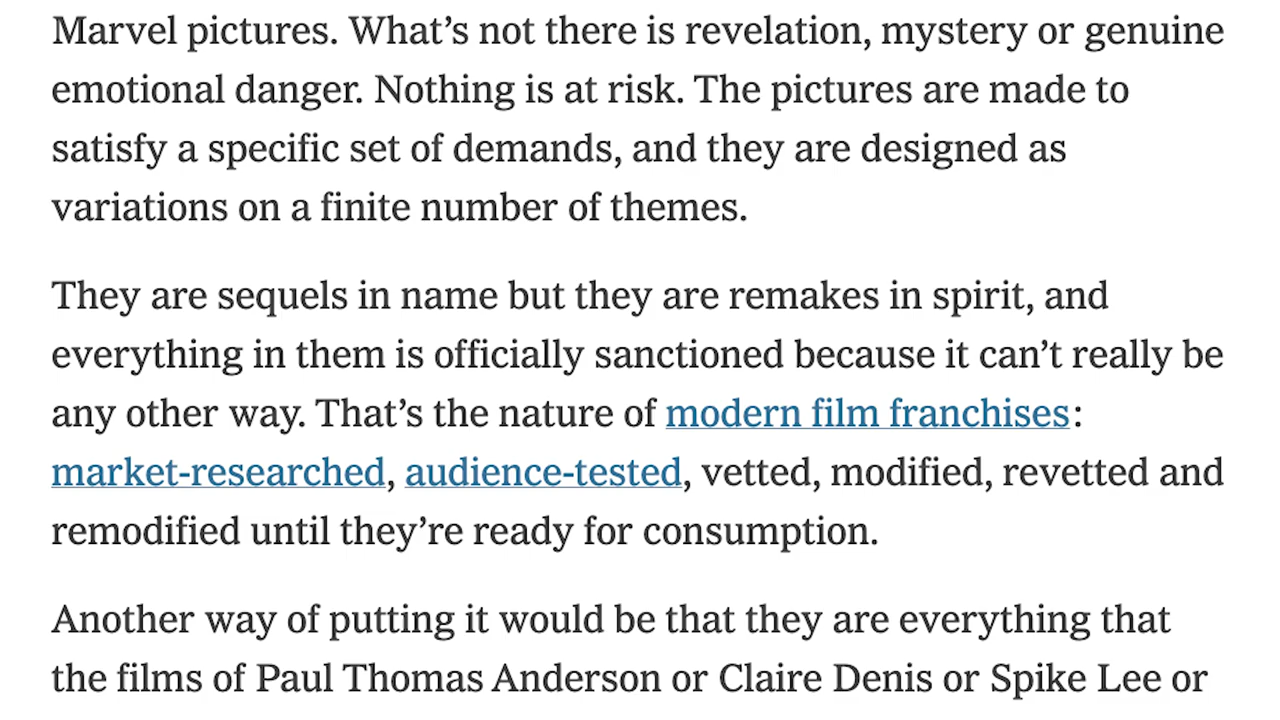 Marvel pictures. What’s not there is revelation, mystery or genuine
emotional danger. Nothing is at risk. The pictures are made to
satisfy a specific set of demands, and they are designed as
variations on a finite number of themes.
They are sequels in name but they are remakes in spirit, and
everything in them is officially sanctioned because it can’t really be
any other way. That’s the nature of modern film franchises:
market-researched, audience-tested, vetted, modified, revetted and
remodified until they’re ready for consumption.
Another way of putting it would be that they are everything that
the films of Paul Thomas Anderson or Claire Denis or Spike Lee or